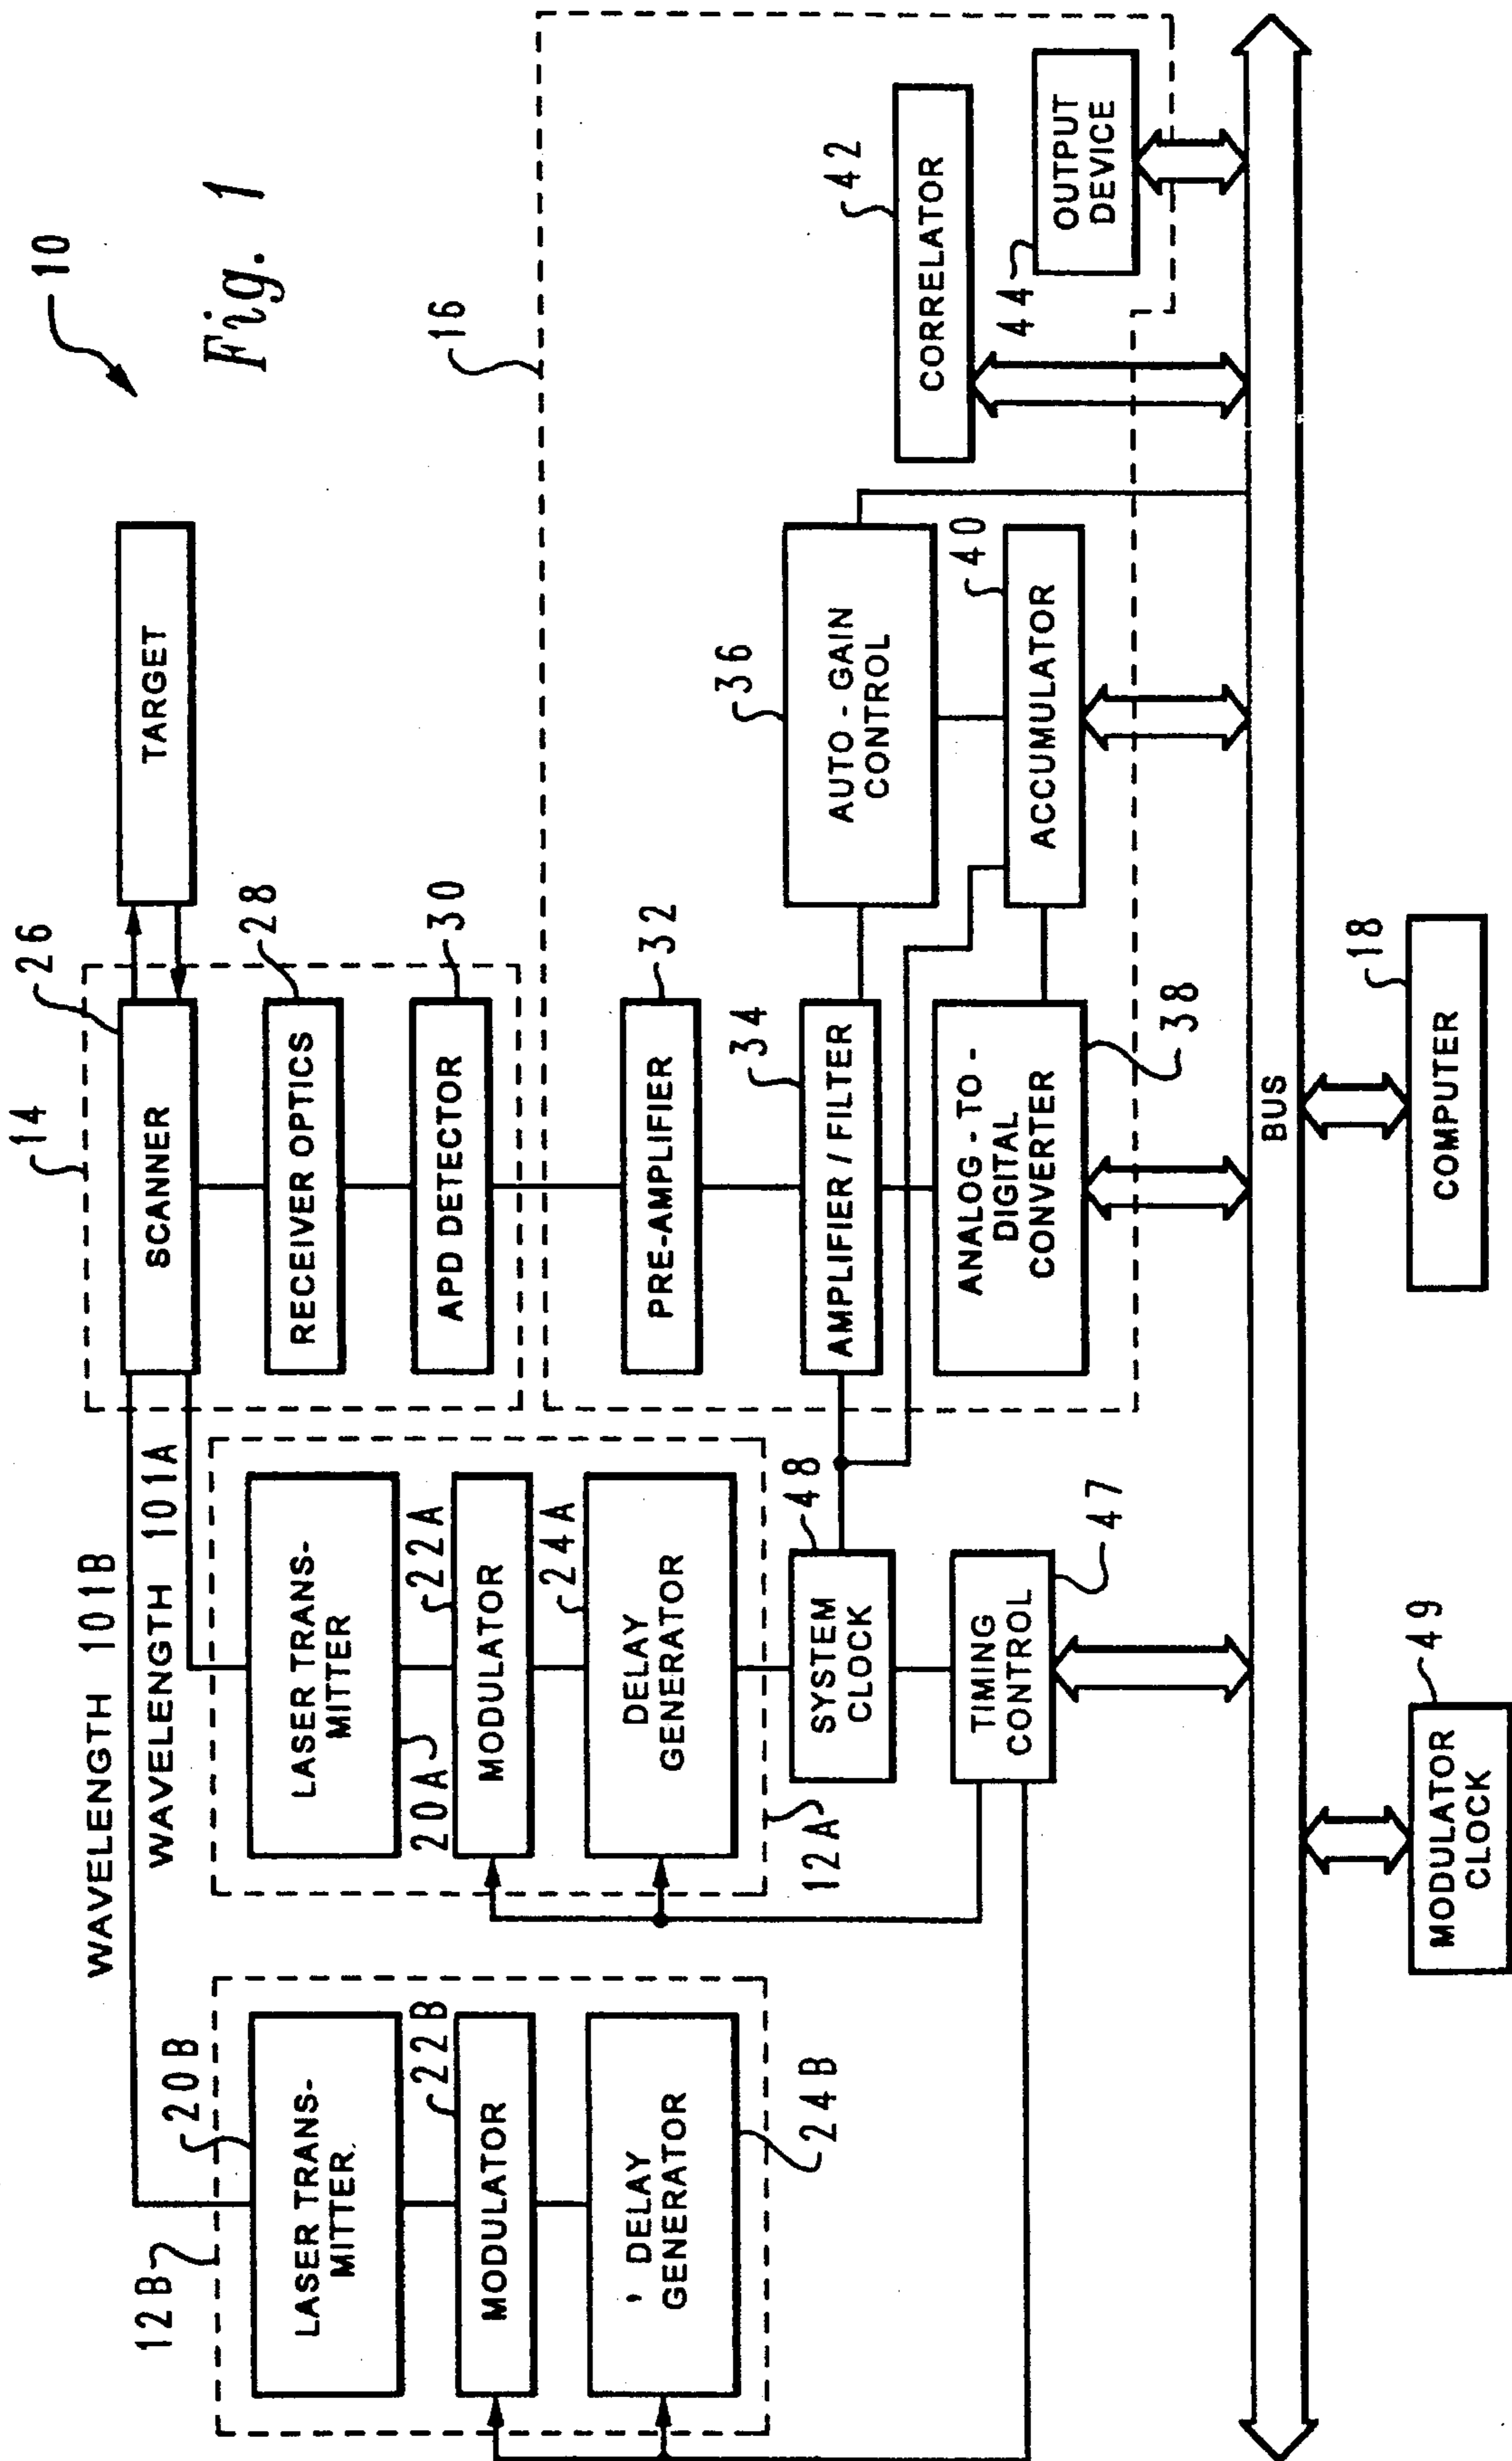 10
Fig. 1
WAVELENGTH 101B
WAVELENGTH 101A
14
26
SCANNER
TARGET
28
RECEIVER OPTICS
30
APD DETECTOR
16
12B
20B
LASER TRANS-
MITTER
22B
MODULATOR
' DELAY
GENERATOR
24B
LASER TRANS-
MITTER
20A
22A
MODULATOR
24A
DELAY
GENERATOR
12A
32
PRE-AMPLIFIER
34
AMPLIFIER / FILTER
36
AUTO - GAIN
CONTROL
42
CORRELATOR
48
SYSTEM
CLOCK
ANALOG - TO -
DIGITAL
CONVERTER
38
40
ACCUMULATOR
44
OUTPUT
DEVICE
TIMING
CONTROL
47
BUS
49
MODULATOR
CLOCK
18
COMPUTER